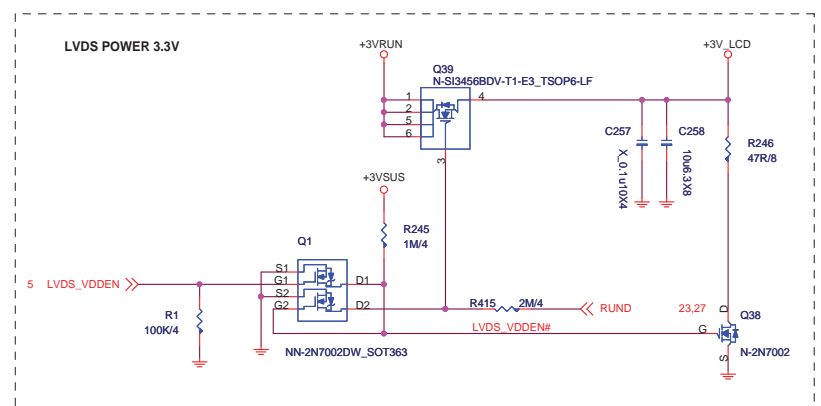 LVDS POWER 3.3V
+3VRUN
+3V_LCD
Q39
N-SI3456BDV-T1-E3_TSOP6-LF
1
2
5
6
4
3
C257
X_0.1u10X4
C258
10u6.3X8
R246
47R/8
+3VSUS
R245
1M/4
Q1
S1
G1
S2
G2
D1
D2
5 LVDS_VDDEN
R1
100K/4
R415 2M/4
RUND 23,27
LVDS_VDDEN#
NN-2N7002DW_SOT363
D
G
S
Q38
N-2N7002